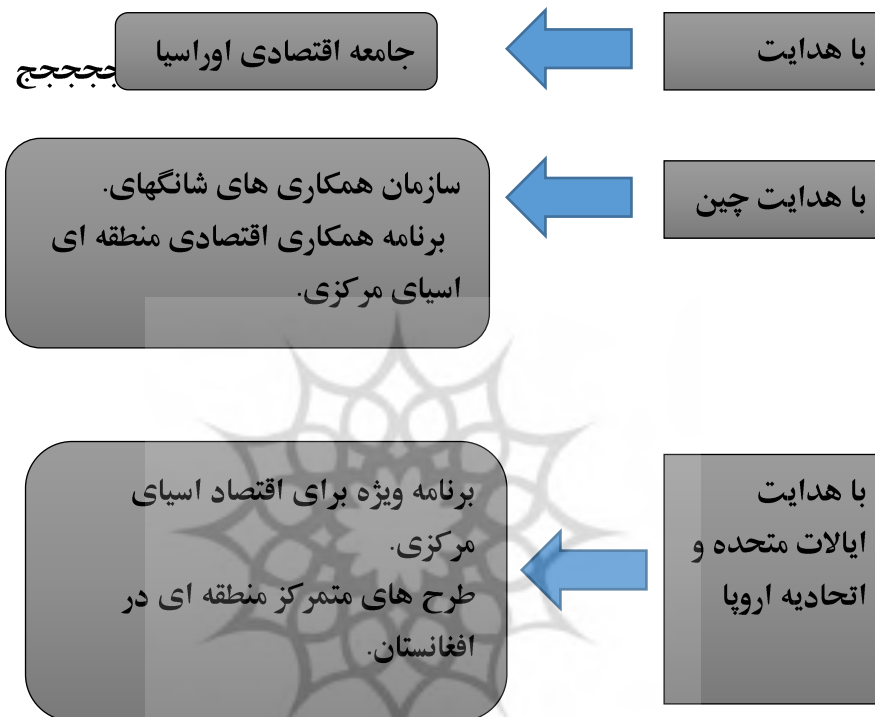 با هدایت
جامعه اقتصادی اوراسیا
جججججج
با هدایت چین
سازمان همکاری های شانگهای.
برنامه همکاری اقتصادی منطقه ای
اسیای مرکزی.
با هدایت
ایالات متحده و
اتحادیه اروپا
برنامه ویژه برای اقتصاد اسیای
مرکزی.
طرح های متمرکز منطقه ای در
افغانستان.